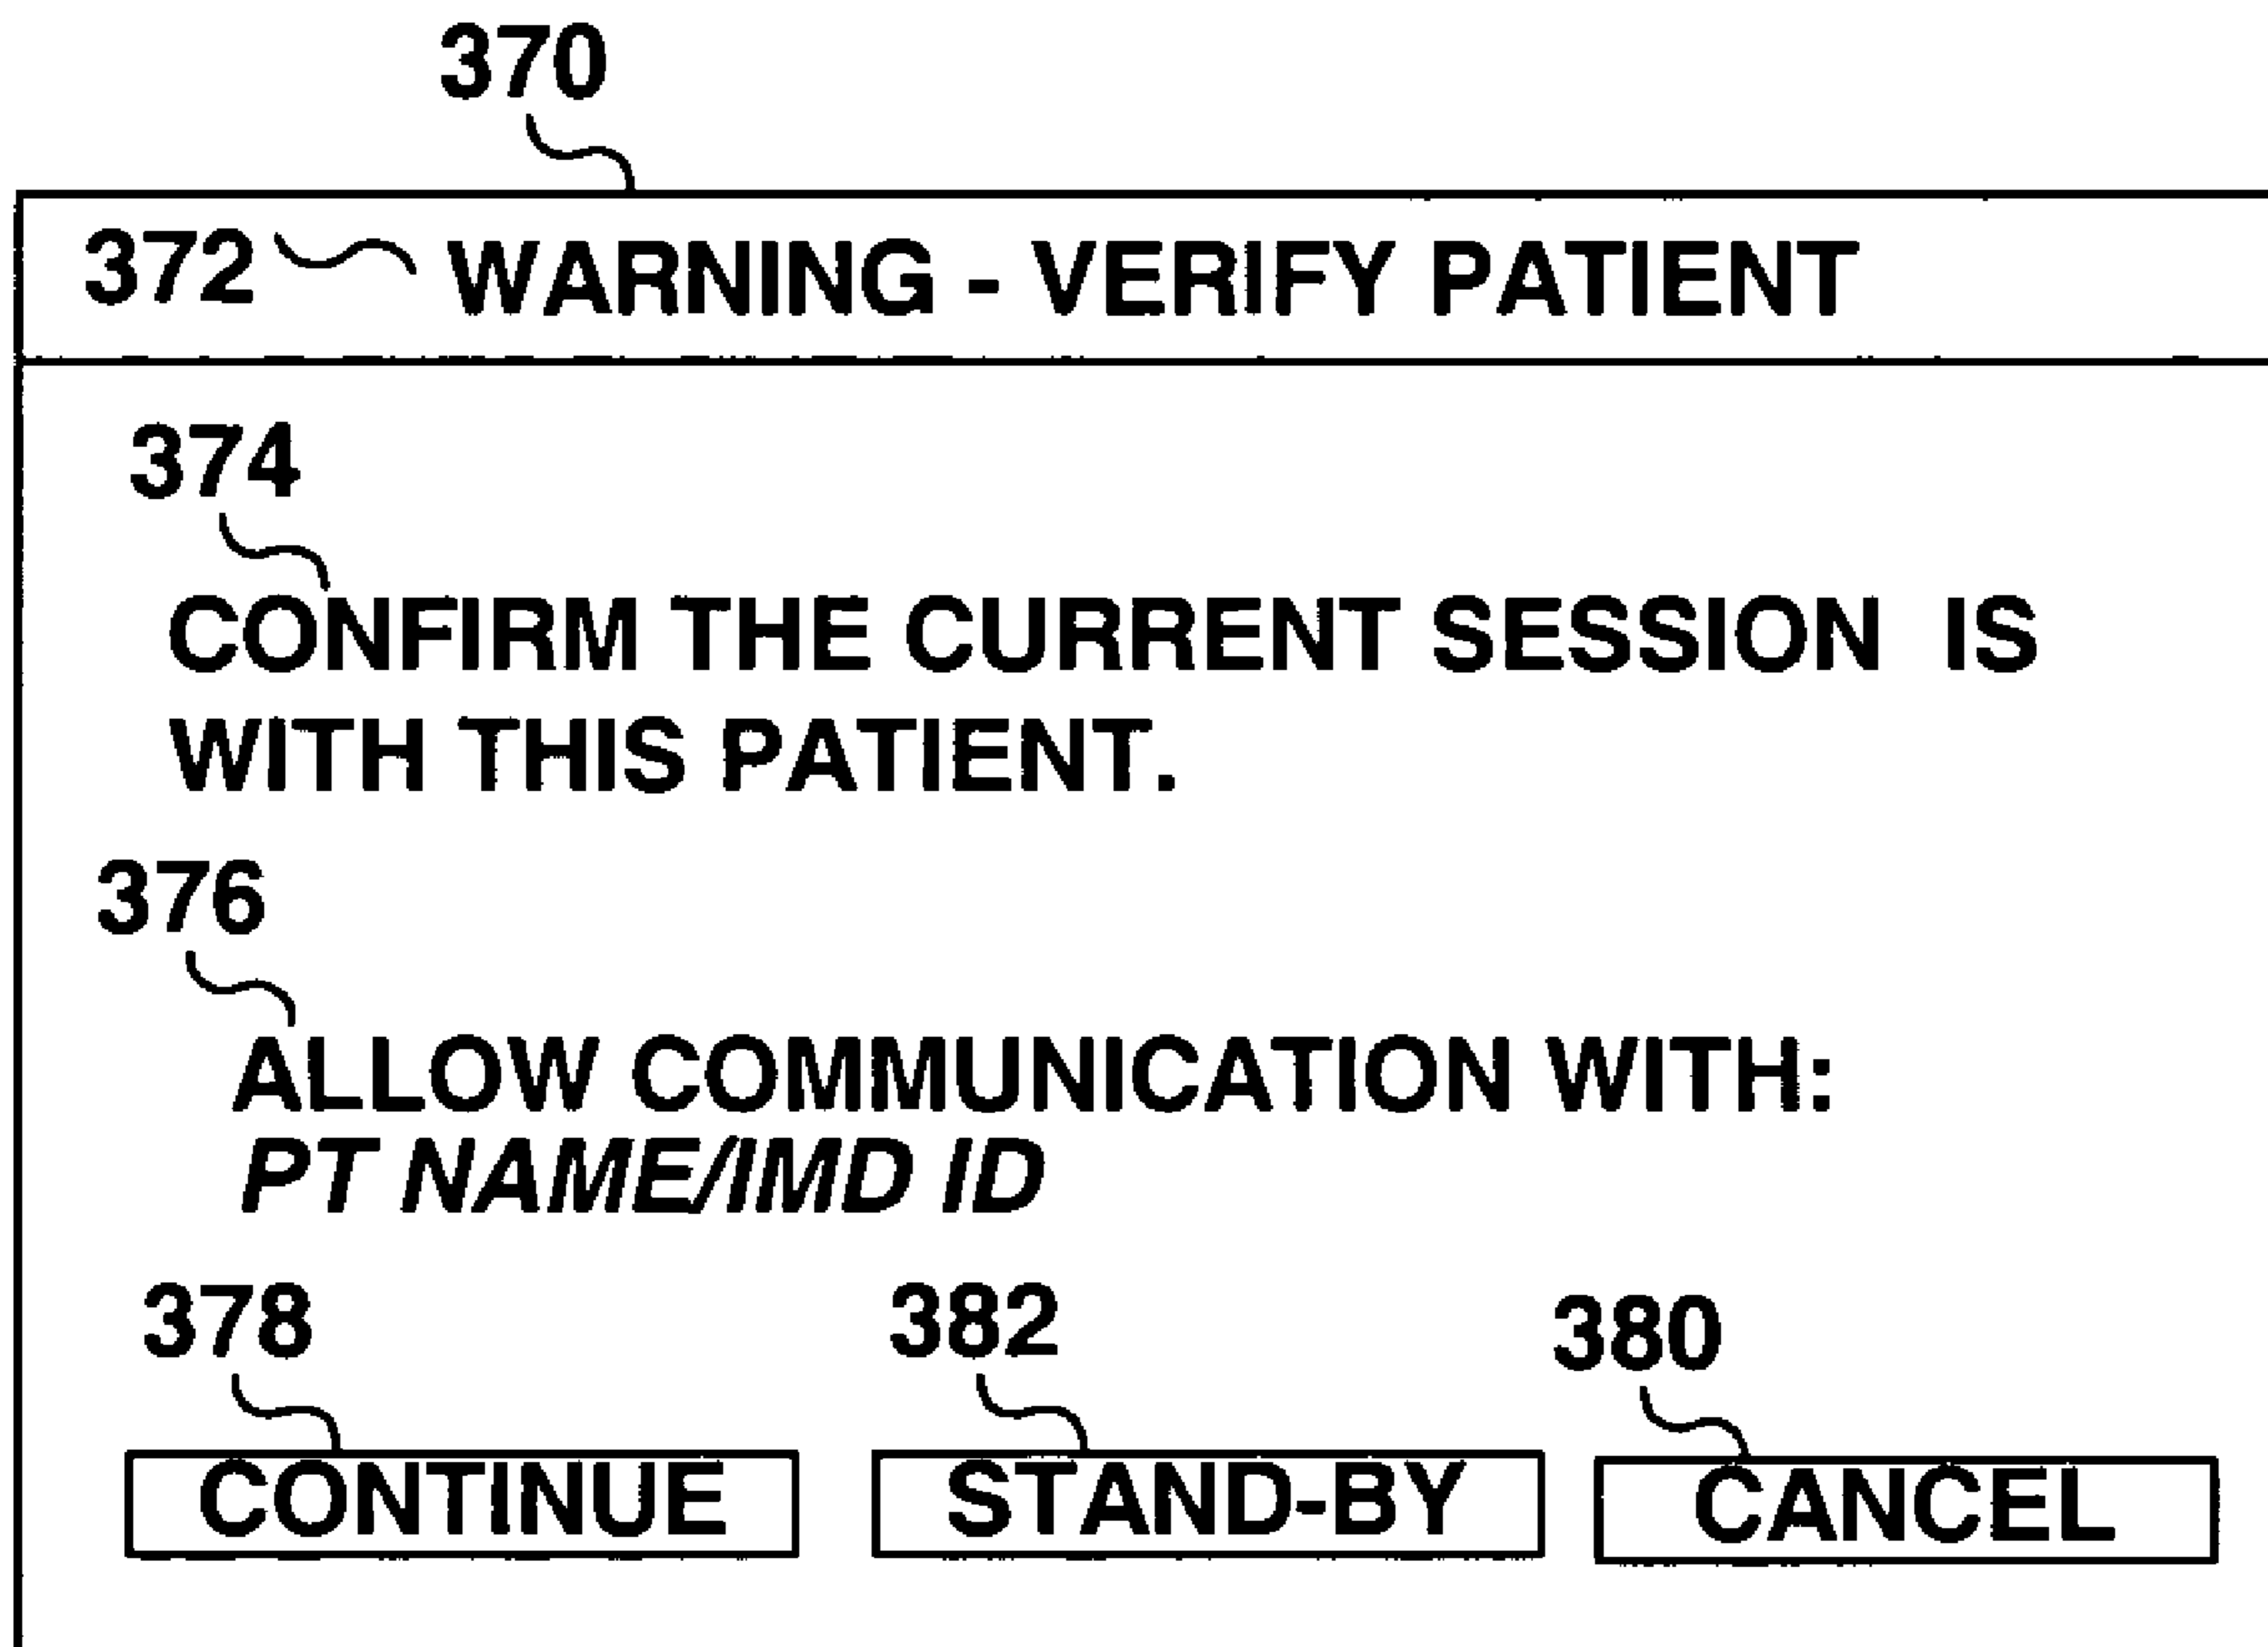 370
372 WARNING - VERIFY PATIENT
374
CONFIRM THE CURRENT SESSION IS
WITH THIS PATIENT.
376
ALLOW COMMUNICATION WITH:
PT NAME/IMD ID
378 382 380
CONTINUE STAND-BY CANCEL